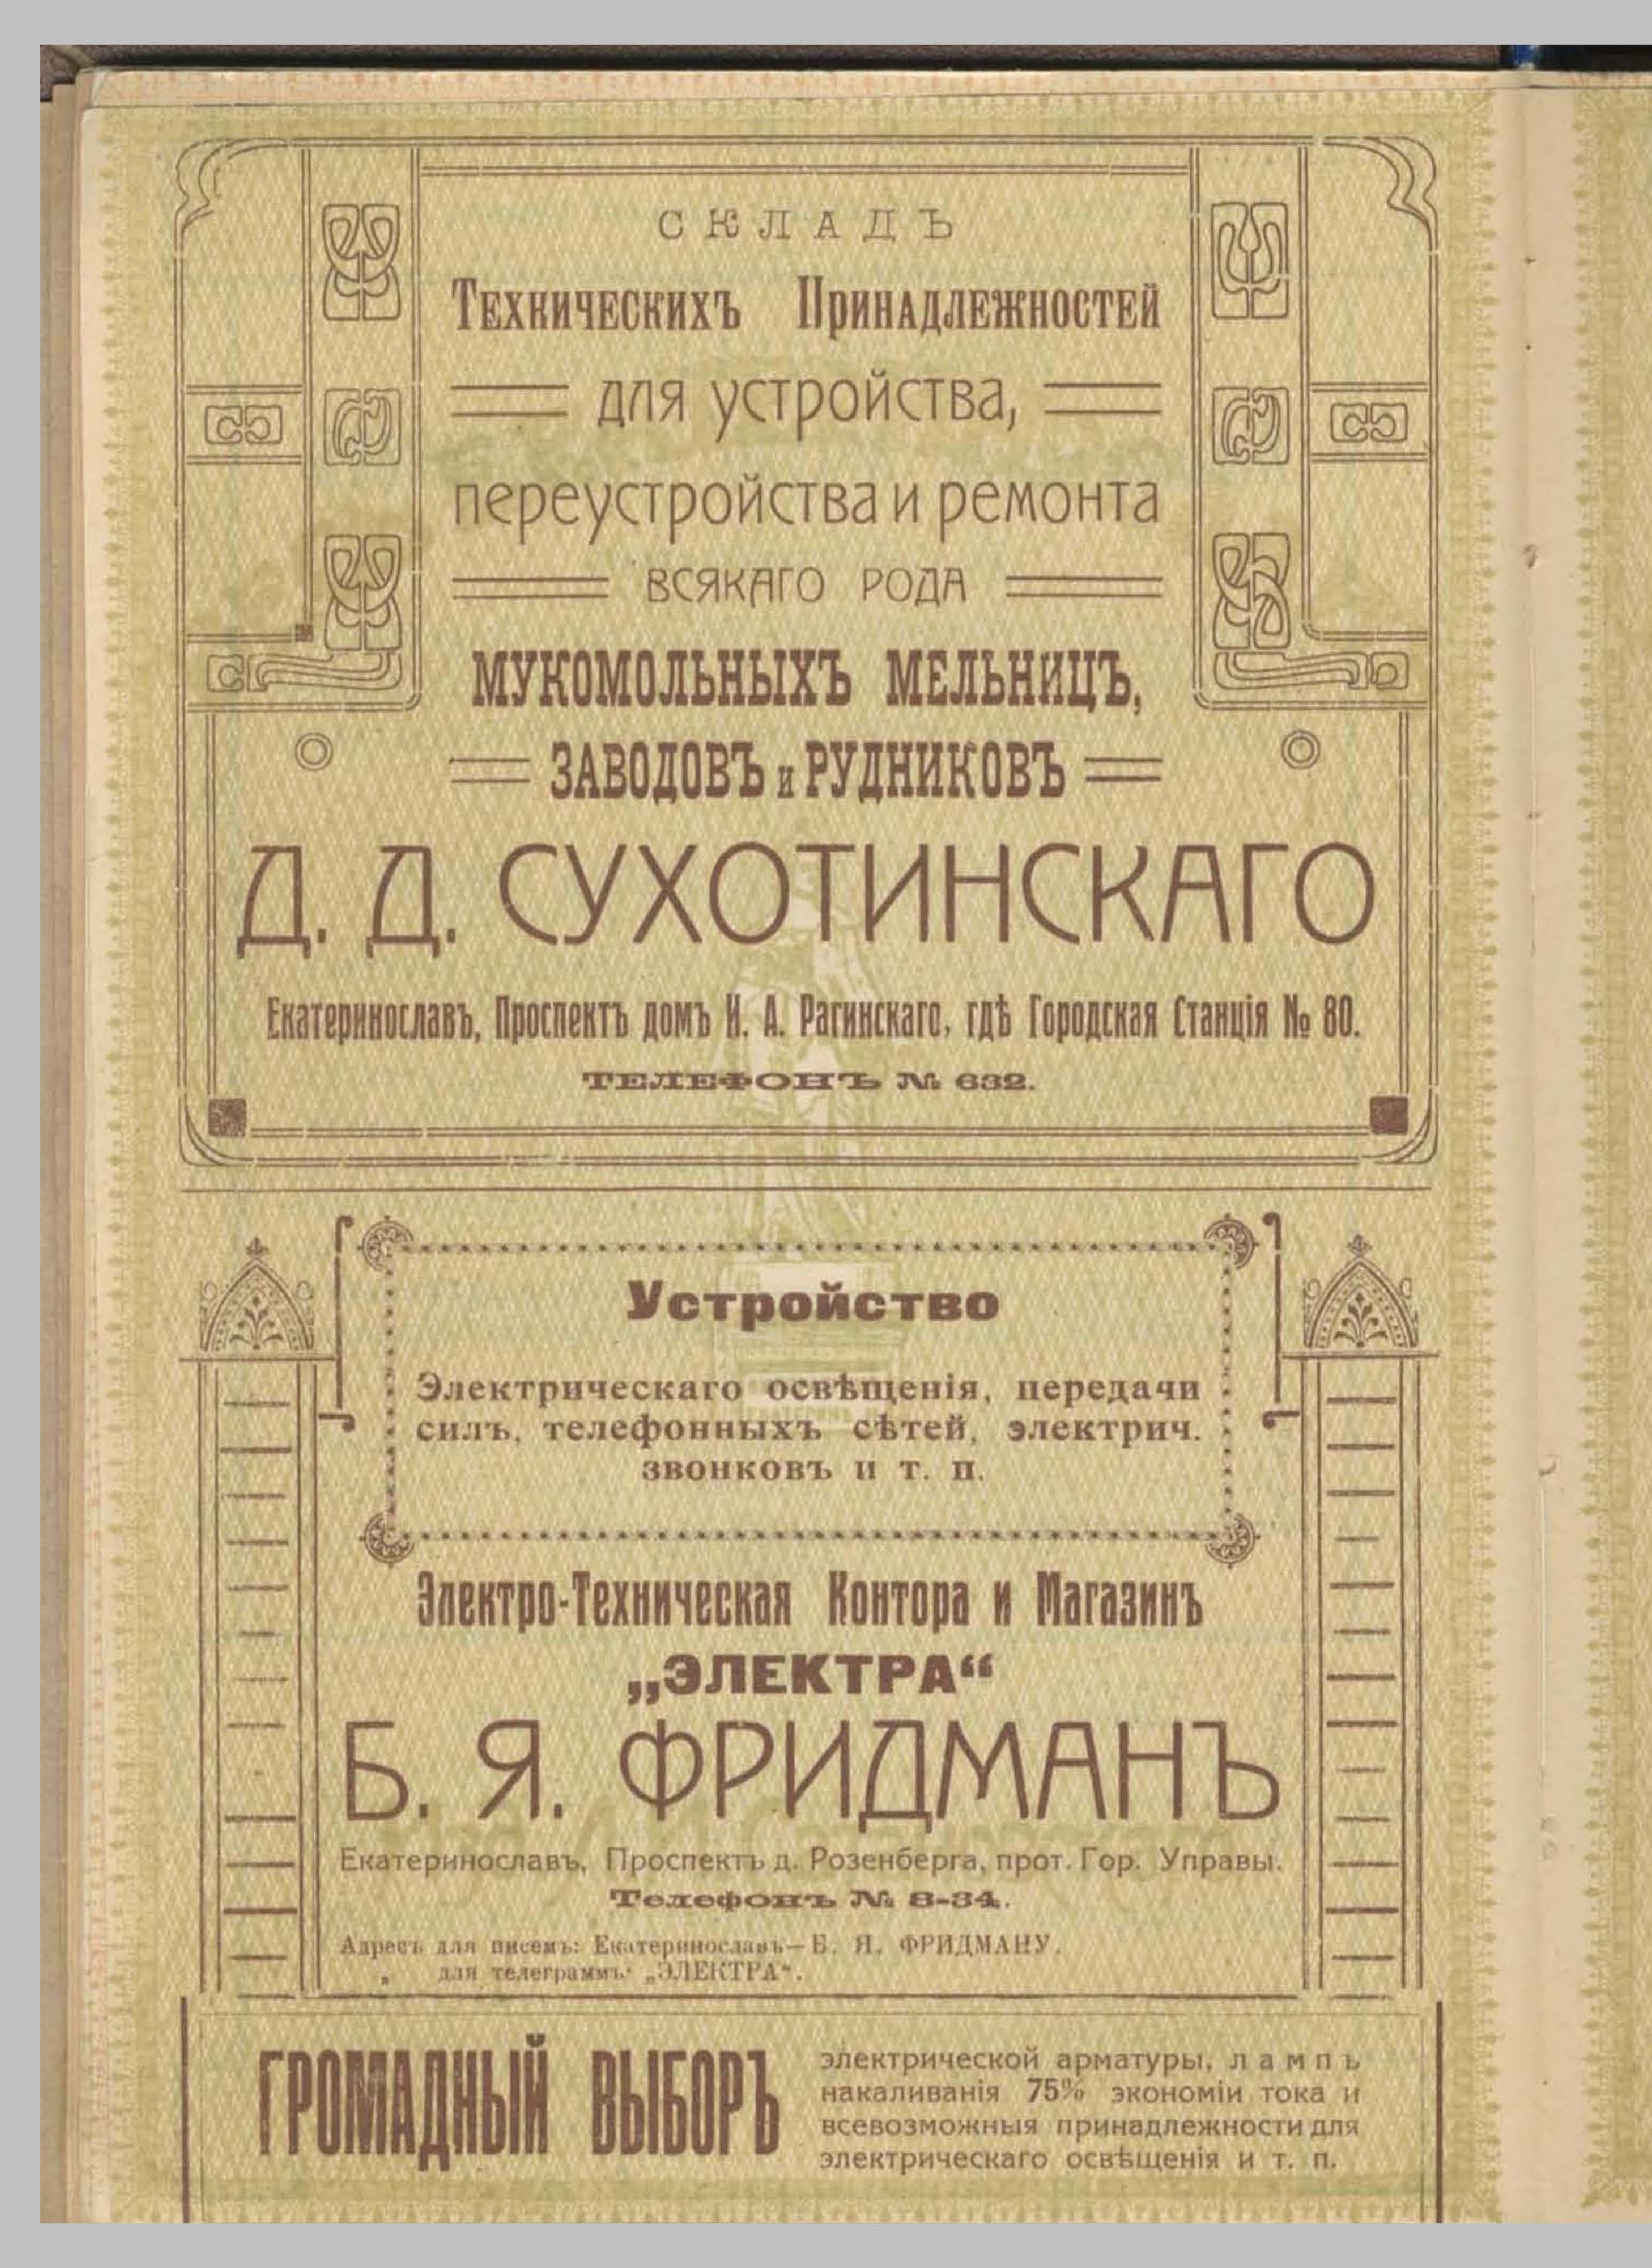 СКЛАДЪ
Техническихъ Принадлежностей
для устройства,
переустройства и ремонта
ВСЯКАГО РОДА
МУКОМОЛЬНЫХЪ МЕЛЬНИЦЪ,
ЗАВОДОВЪ и РУДНИКОВЪ
Д. Д. СУХОТИНСКАГО
Екатеринославъ, Проспектъ домъ И. А. Рагинскаго, гдѣ Городская Станція № 80.
ТЕЛЕФОНЪ № 632.
Устройство
Электрическаго освѣщенія, передачи
силъ, телефонныхъ сѣтей, электрич.
звонковъ и т. п.
Электро-Техническая Контора и Магазинъ
„ЭЛЕКТРА“
Б. Я. ФРИДМАНЪ
Екатеринославъ, Проспектъ д. Розенберга, прот. Гор. Управы.
Телефонъ № 8-34.
Адресъ для писемъ: Екатеринославъ—Б. Я. ФРИДМАНУ.
„ для телеграммъ: „ЭЛЕКТРА“.
ГРОМАДНЫЙ ВЫБОРЪ
электрической арматуры, лампъ
накаливанія 75% экономіи тока и
всевозможныя принадлежности для
электрическаго освѣщенія и т. п.